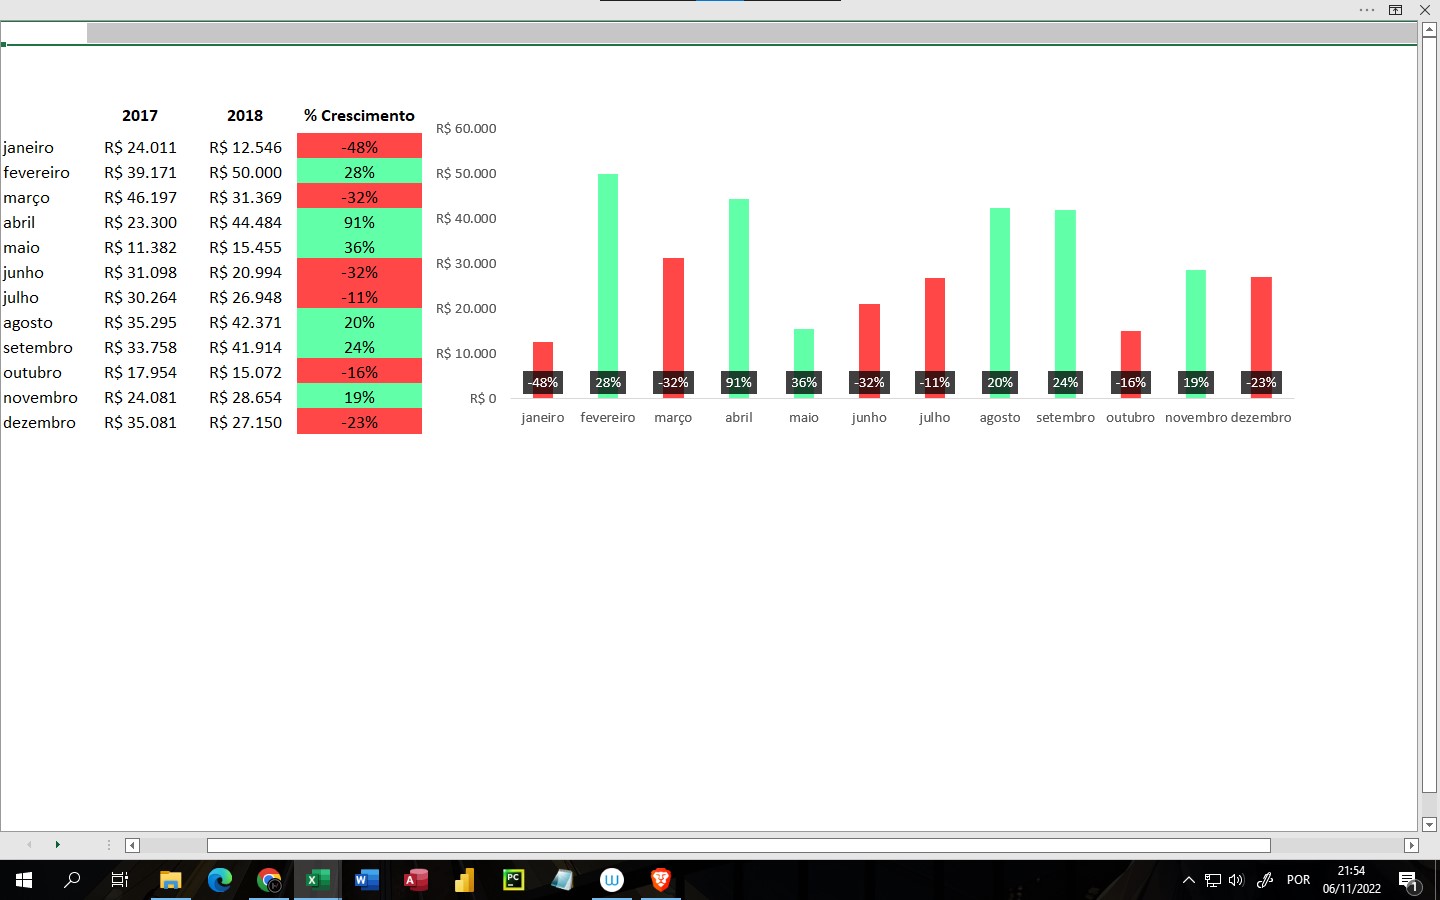 2017 2018 % Crescimento
janeiro R$ 24.011 R$ 12.546 -48%
fevereiro R$ 39.171 R$ 50.000 28%
março R$ 46.197 R$ 31.369 -32%
abril R$ 23.300 R$ 44.484 91%
maio R$ 11.382 R$ 15.455 36%
junho R$ 31.098 R$ 20.994 -32%
julho R$ 30.264 R$ 26.948 -11%
agosto R$ 35.295 R$ 42.371 20%
setembro R$ 33.758 R$ 41.914 24%
outubro R$ 17.954 R$ 15.072 -16%
novembro R$ 24.081 R$ 28.654 19%
dezembro R$ 35.081 R$ 27.150 -23%
R$ 60.000
R$ 50.000
R$ 40.000
R$ 30.000
R$ 20.000
R$ 10.000
R$ 0
-48% 28% -32% 91% 36% -32% -11% 20% 24% -16% 19% -23%
janeiro fevereiro março abril maio junho julho agosto setembro outubro novembro dezembro
POR
21:54
06/11/2022
1